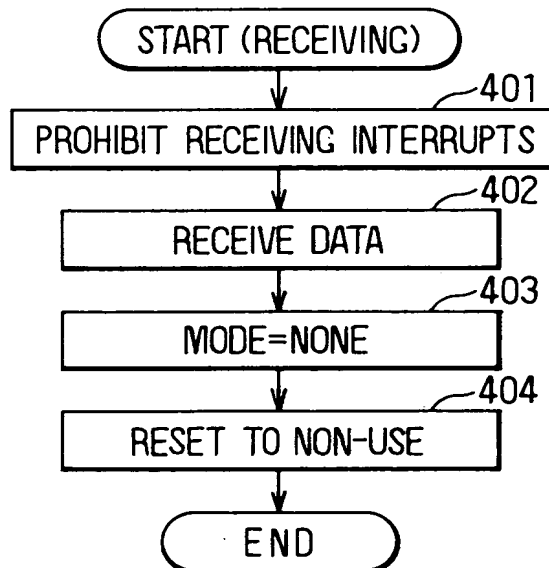 START (RECEIVING)
401
PROHIBIT RECEIVING INTERRUPTS
402
RECEIVE DATA
403
MODE=NONE
404
RESET TO NON-USE
END